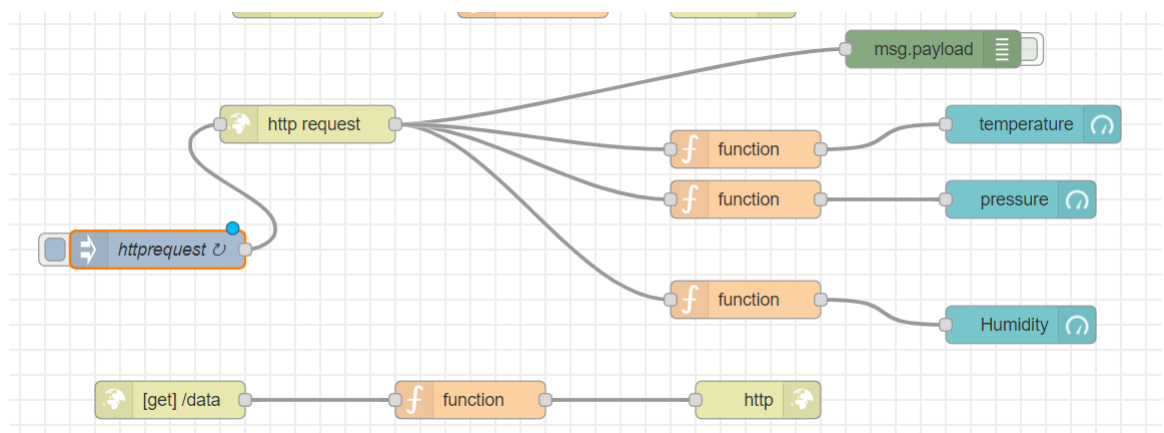 msg.payload
http request
temperature
function
function
pressure
httprequest ↻
function
Humidity
[get] /data
function
http